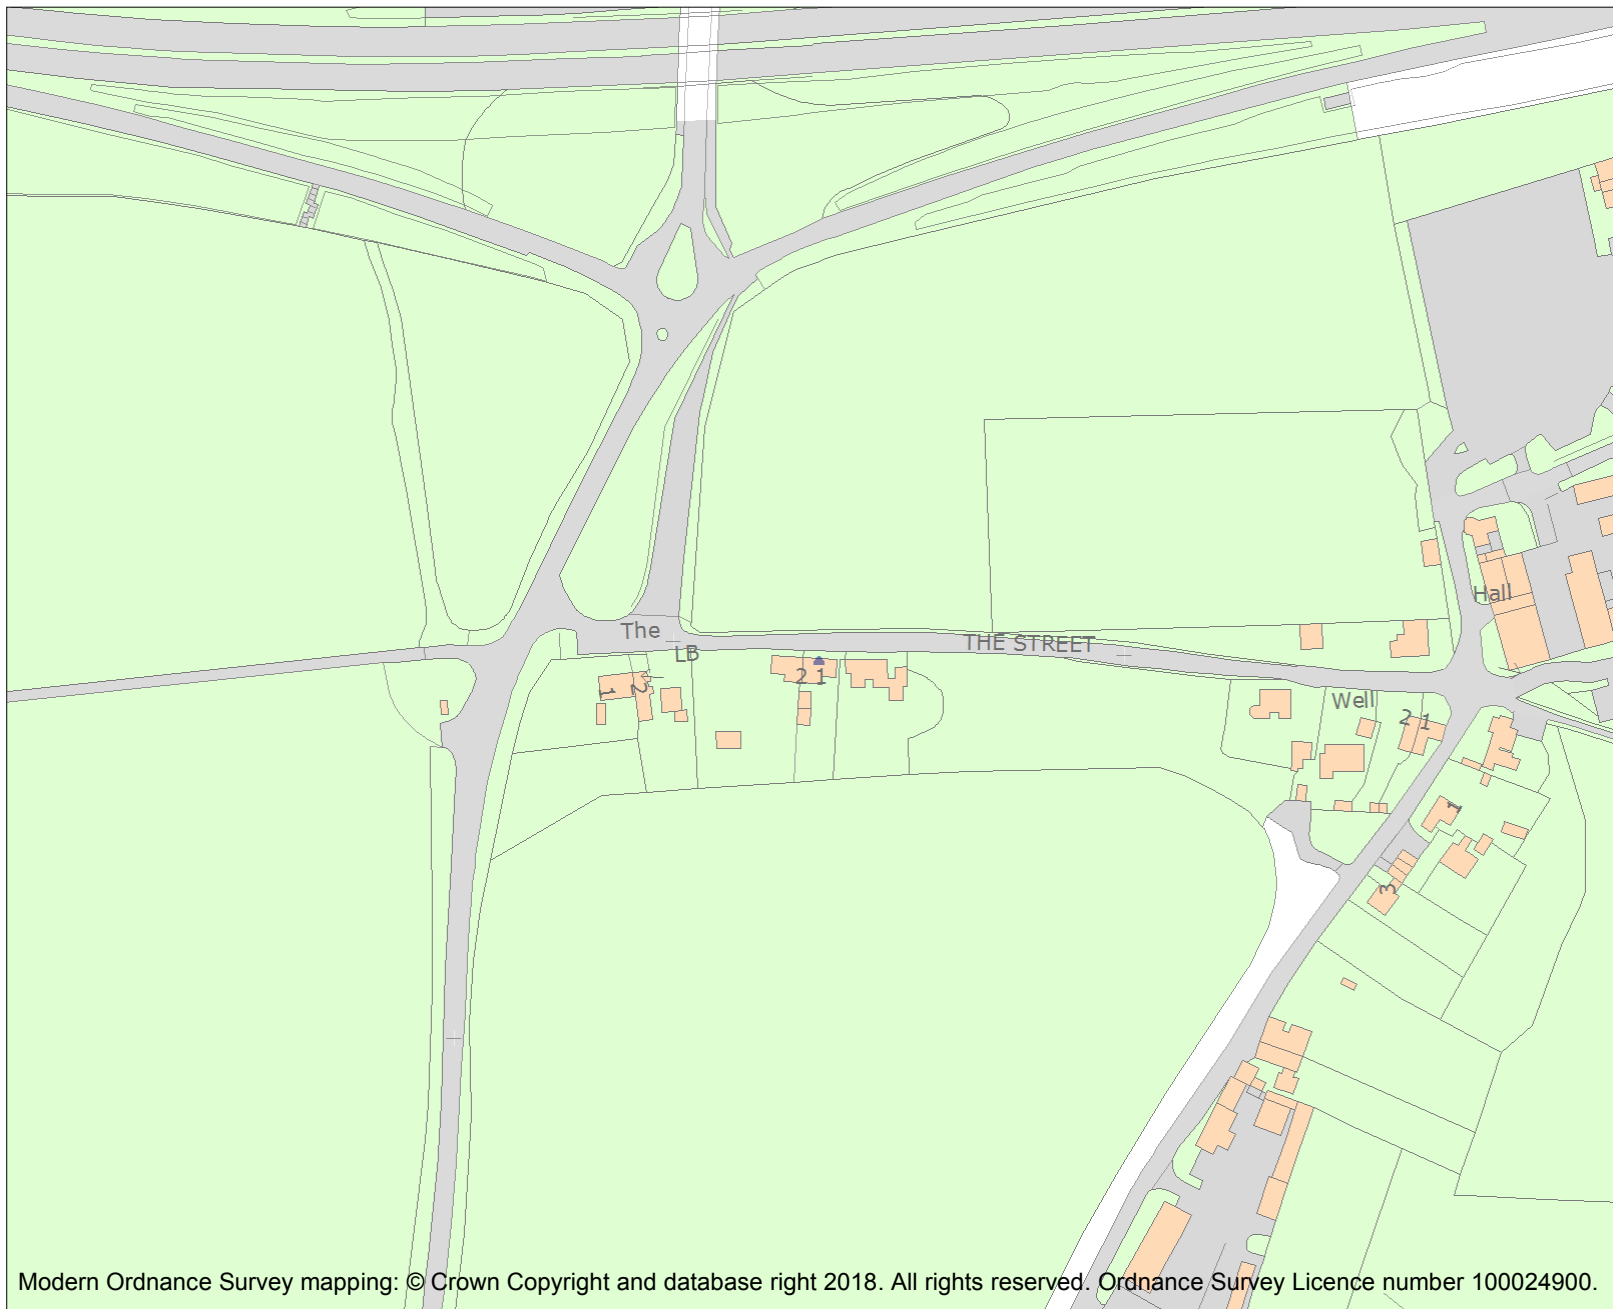 Hall
The
THE STREET
LB
2 1
1
2
Well
2 1
1
3
Modern Ordnance Survey mapping: © Crown Copyright and database right 2018. All rights reserved. Ordnance Survey Licence number 100024900.